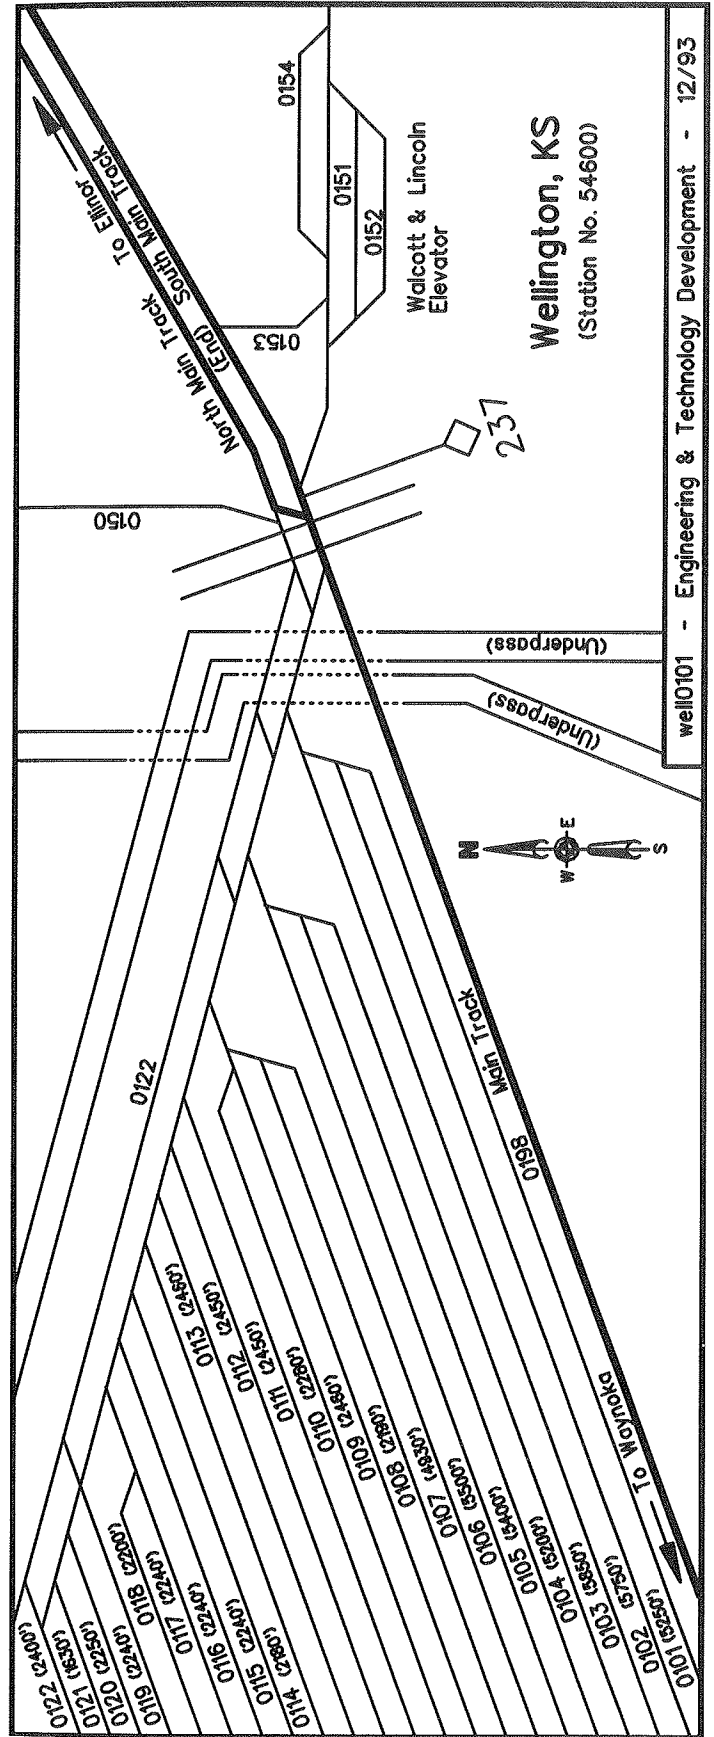 0122 (2400')
0121 (1630')
0120 (2250')
0119 (2240')
0118 (2200')
0117 (2240')
0116 (2240')
0115 (2240')
0114 (2180')
0113 (2460')
0112 (2450')
0111 (2450')
0110 (2280')
0109 (2480')
0108 (2190')
0107 (4930')
0106 (5500')
0105 (5400')
0104 (5200')
0103 (5850')
0102 (5750')
0101 (5250')
To Waynoka
0122
0198 Main Track
N
W E
S
(Underpass)
(Underpass)
0150
237
North Main Track To Ellinor
(End) South Main Track
0153
0154
0151
0152
Walcott & Lincoln
Elevator
Wellington, KS
(Station No. 54600)
well0101 - Engineering & Technology Development - 12/93